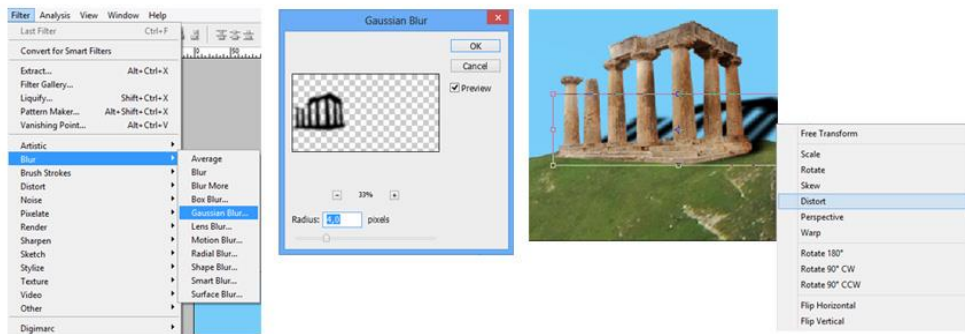 Filter Analysis View Window Help
Last Filter Ctrl+F
Convert for Smart Filters
Extract... Alt+Ctrl+X
Filter Gallery...
Liquify... Shift+Ctrl+X
Pattern Maker... Alt+Shift+Ctrl+X
Vanishing Point... Alt+Ctrl+V
Artistic
Blur
Brush Strokes
Distort
Noise
Pixelate
Render
Sharpen
Sketch
Stylize
Texture
Video
Other
Digimarc
0 50
Average
Blur
Blur More
Box Blur...
Gaussian Blur...
Lens Blur...
Motion Blur...
Radial Blur...
Shape Blur...
Smart Blur...
Surface Blur...
Gaussian Blur
OK
Cancel
Preview
33%
Radius: 4,0 pixels
Free Transform
Scale
Rotate
Skew
Distort
Perspective
Warp
Rotate 180°
Rotate 90° CW
Rotate 90° CCW
Flip Horizontal
Flip Vertical